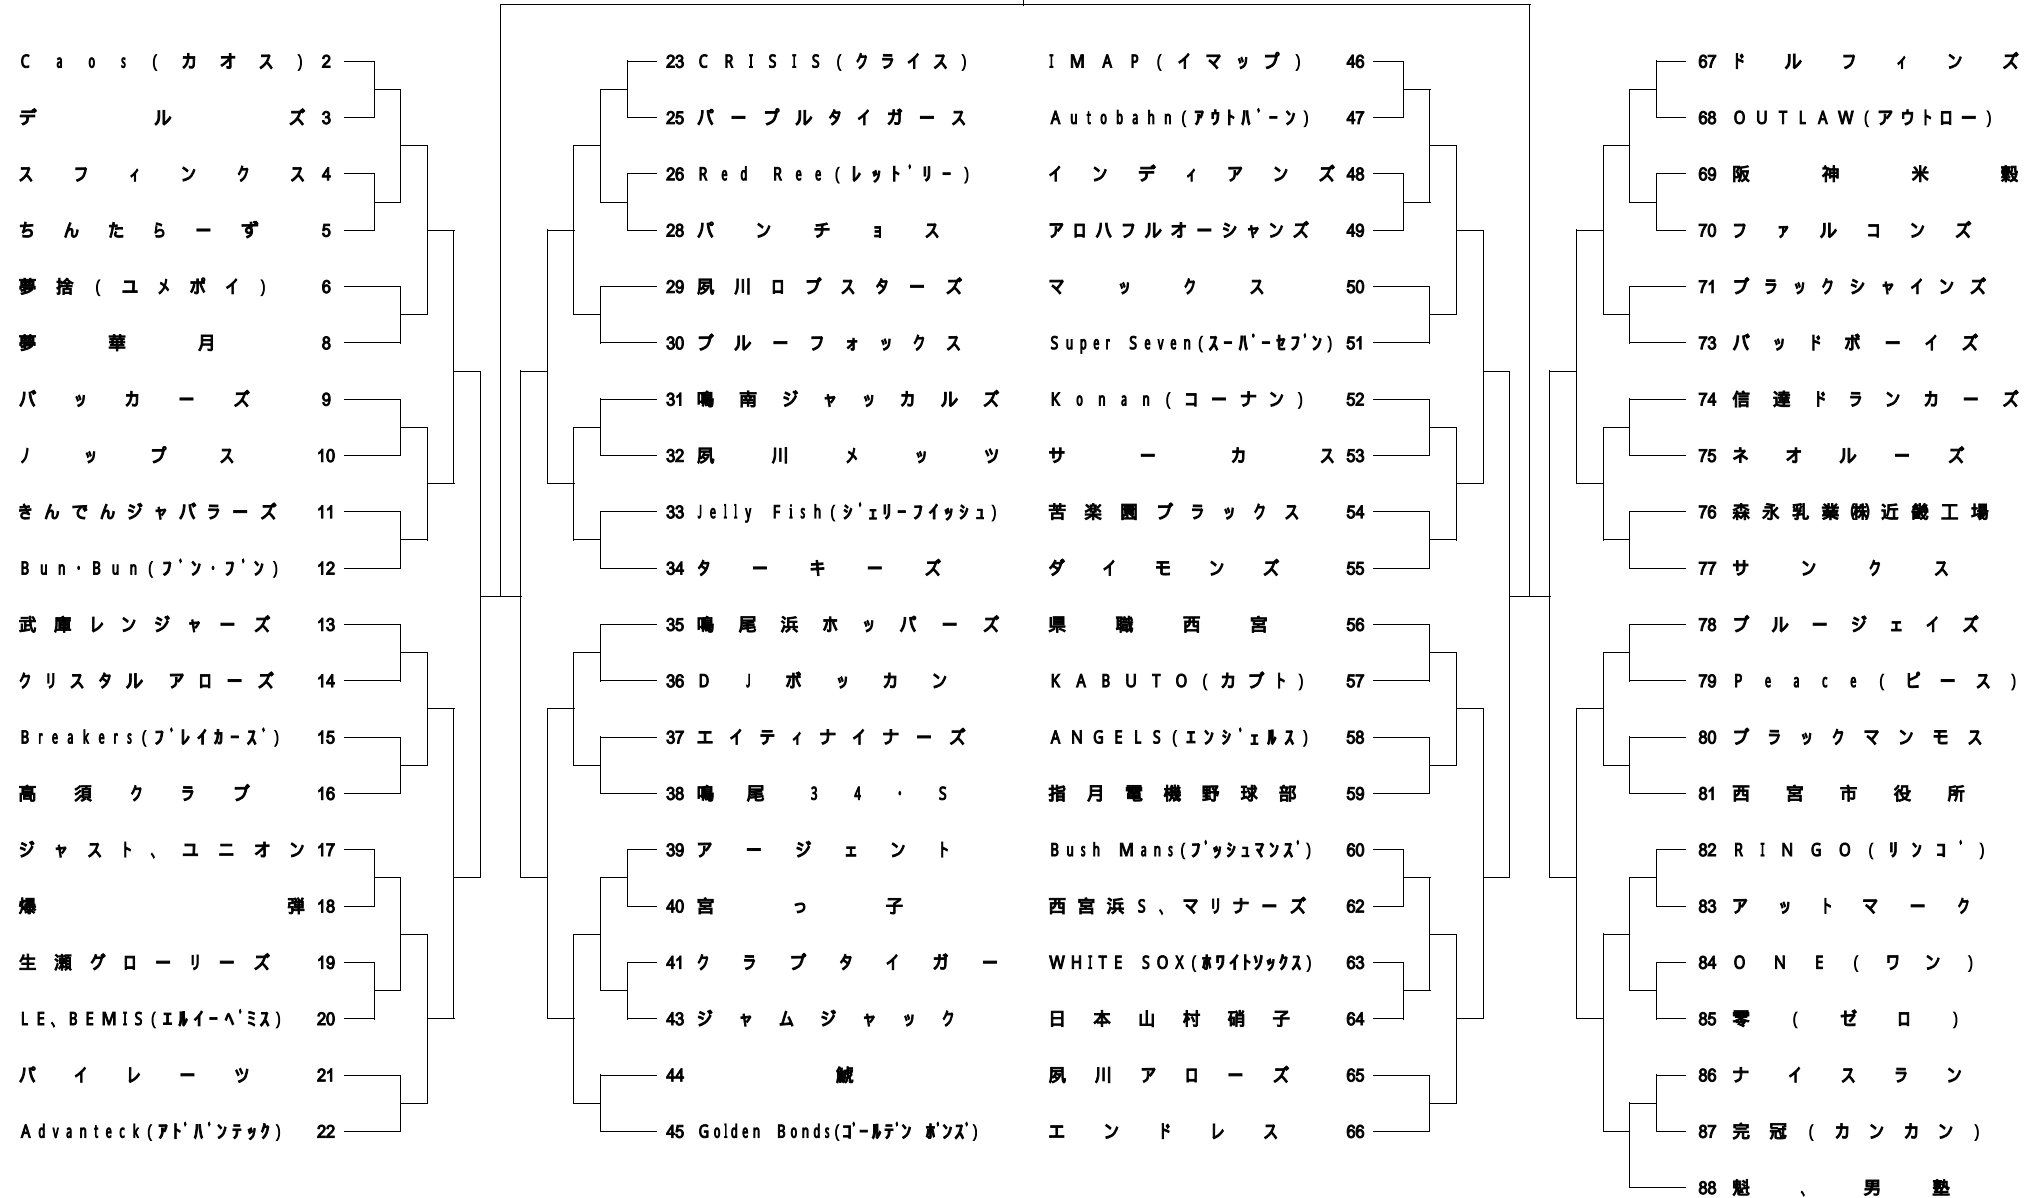 Caos(カオス) 2
デルズ 3
スフィンクス 4
ちんたらーず 5
夢捨(ユメポイ) 6
夢華月 8
バッカーズ 9
ノップス 10
きんでんジャパラーズ 11
Bun・Bun(ブン・ブン) 12
武庫レンジャーズ 13
クリスタル アローズ 14
Breakers(ブレイカーズ) 15
高須クラブ 16
ジャスト、ユニオン 17
爆弾 18
生瀬グローリーズ 19
LE、BEMIS(エルイーベミス) 20
パイレーツ 21
Advanteck(アドバンテック) 22
23 CRISIS(クライス)
25 パープルタイガース
26 Red Ree(レッドリー)
28 パンチョス
29 夙川ロブスターズ
30 ブルーフォックス
31 鳴南ジャッカルズ
32 夙川メッツ
33 Jelly Fish(ジェリーフイッシュ)
34 ターキーズ
35 鳴尾浜ホッパーズ
36 DJボッカン
37 エイティナイナーズ
38 鳴尾34・S
39 アージェント
40 宮っ子
41 クラブタイガー
43 ジャムジャック
44 鯱
45 Golden Bonds(ゴールデン ボンズ)
IMAP(イマップ) 46
Autobahn(アウトバーン) 47
インディアンズ 48
アロハフルオーシャンズ 49
マックス 50
Super Seven(スーパーセブン) 51
Konan(コーナン) 52
サーカス 53
苦楽園ブラックス 54
ダイモンズ 55
県職西宮 56
KABUTO(カブト) 57
ANGELS(エンジェルス) 58
指月電機野球部 59
Bush Mans(ブッシュマンズ) 60
西宮浜S、マリナーズ 62
WHITE SOX(ホワイトソックス) 63
日本山村硝子 64
夙川アローズ 65
エンドレス 66
67 ドルフィンズ
68 OUTLAW(アウトロー)
69 阪神米穀
70 ファルコンズ
71 ブラックシャインズ
73 バッドボーイズ
74 信達ドランカーズ
75 ネオルーズ
76 森永乳業㈱近畿工場
77 サンクス
78 ブルージェイズ
79 Peace(ピース)
80 ブラックマンモス
81 西宮市役所
82 RINGO(リンゴ)
83 アットマーク
84 ONE(ワン)
85 零(ゼロ)
86 ナイスラン
87 完冠(カンカン)
88 魁、男塾